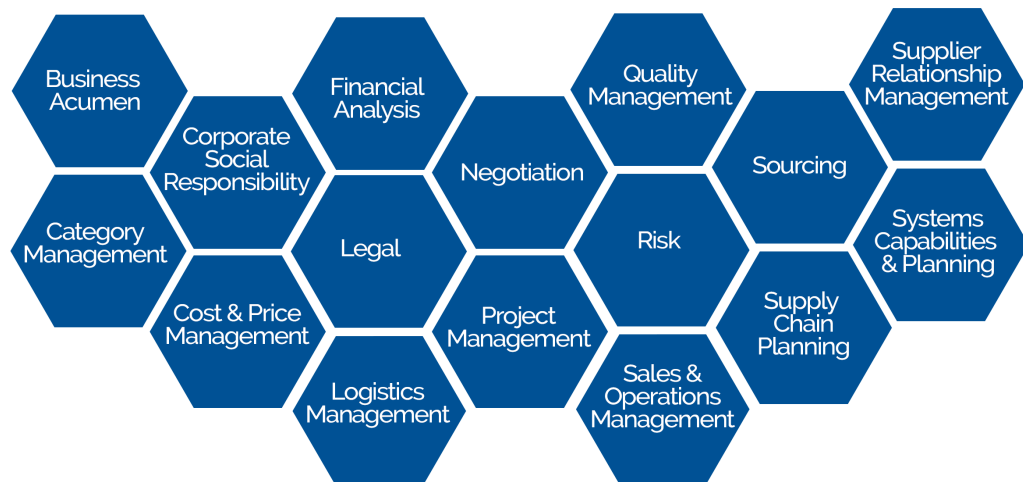 Business
Acumen
Category
Management
Corporate
Social
Responsibility
Cost & Price
Management
Financial
Analysis
Legal
Logistics
Management
Negotiation
Project
Management
Quality
Management
Risk
Sales &
Operations
Management
Sourcing
Supply
Chain
Planning
Supplier
Relationship
Management
Systems
Capabilities
& Planning